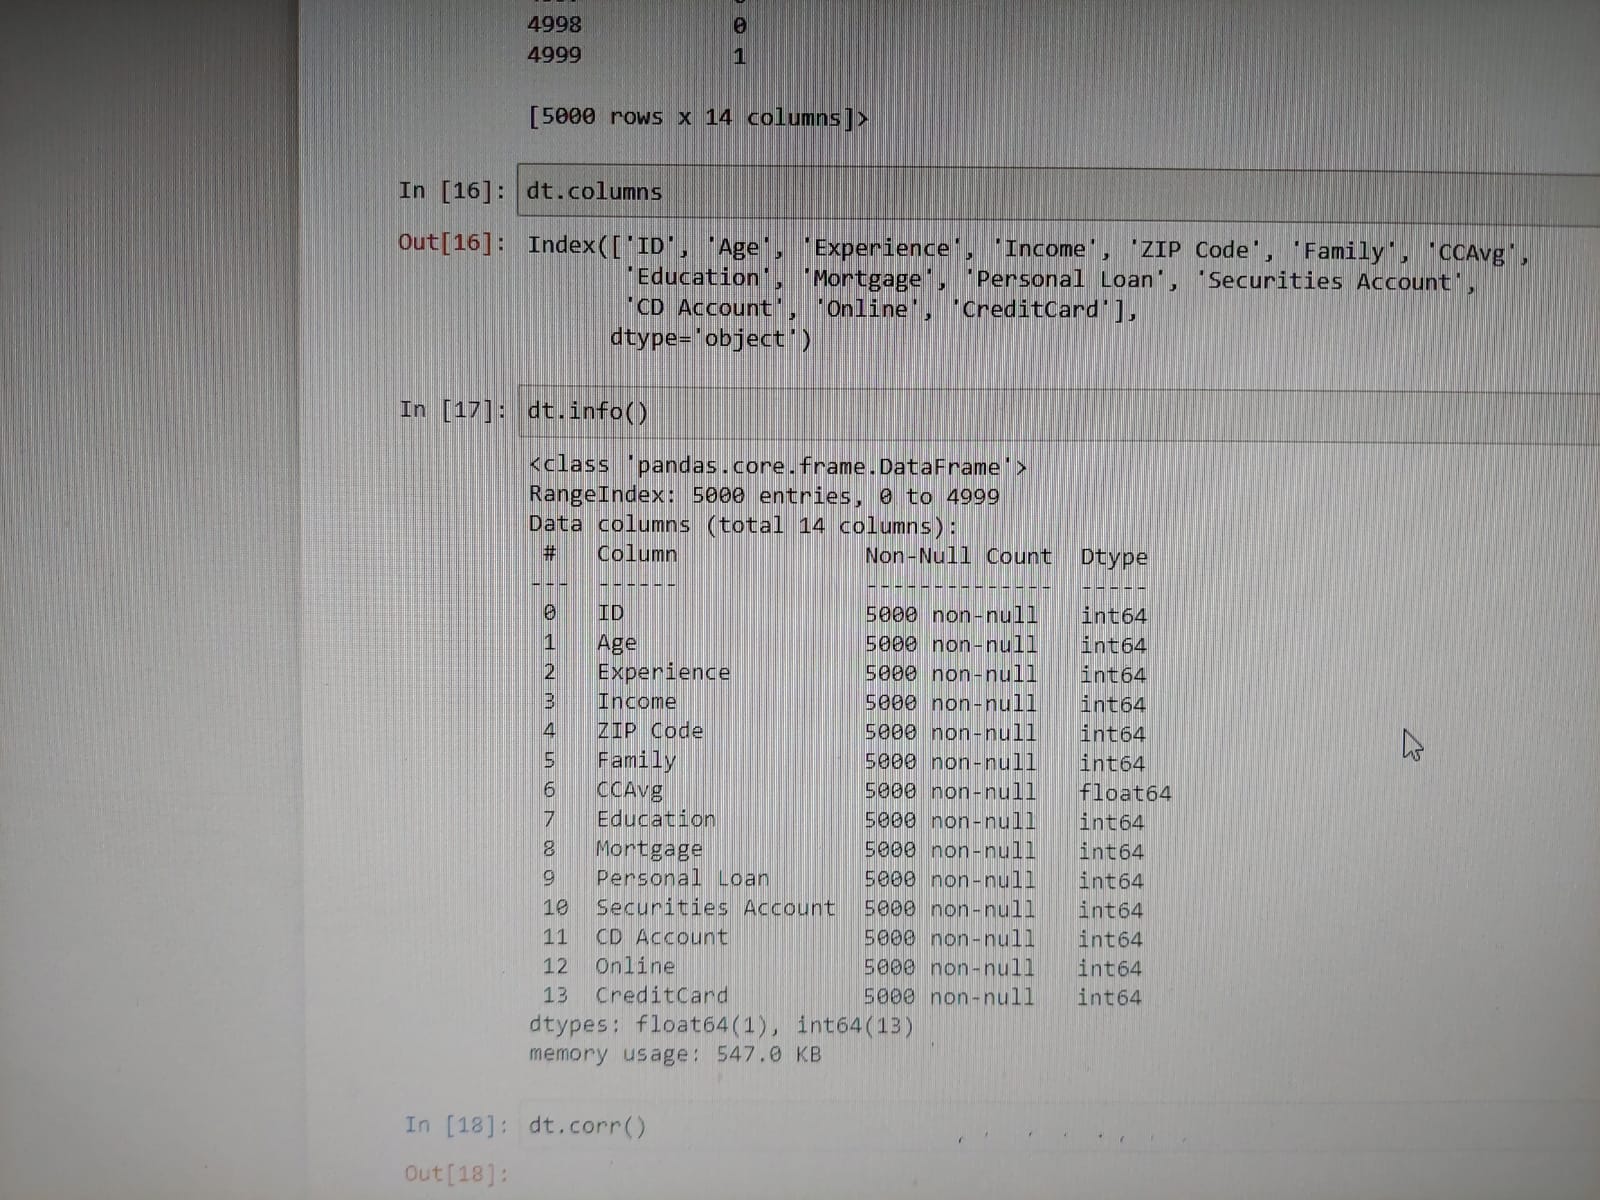 4998 0
4999 1
[5000 rows x 14 columns]>
In [16]: dt.columns
Out[16]: Index(['ID', 'Age', 'Experience', 'Income', 'ZIP Code', 'Family', 'CCAvg',
'Education', 'Mortgage', 'Personal Loan', 'Securities Account',
'CD Account', 'Online', 'CreditCard'],
dtype='object')
In [17]: dt.info()
<class 'pandas.core.frame.DataFrame'>
RangeIndex: 5000 entries, 0 to 4999
Data columns (total 14 columns):
# Column Non-Null Count Dtype
--- ------ -------------- -----
0 ID 5000 non-null int64
1 Age 5000 non-null int64
2 Experience 5000 non-null int64
3 Income 5000 non-null int64
4 ZIP Code 5000 non-null int64
5 Family 5000 non-null int64
6 CCAvg 5000 non-null float64
7 Education 5000 non-null int64
8 Mortgage 5000 non-null int64
9 Personal Loan 5000 non-null int64
10 Securities Account 5000 non-null int64
11 CD Account 5000 non-null int64
12 Online 5000 non-null int64
13 CreditCard 5000 non-null int64
dtypes: float64(1), int64(13)
memory usage: 547.0 KB
In [18]: dt.corr()
Out[18]: